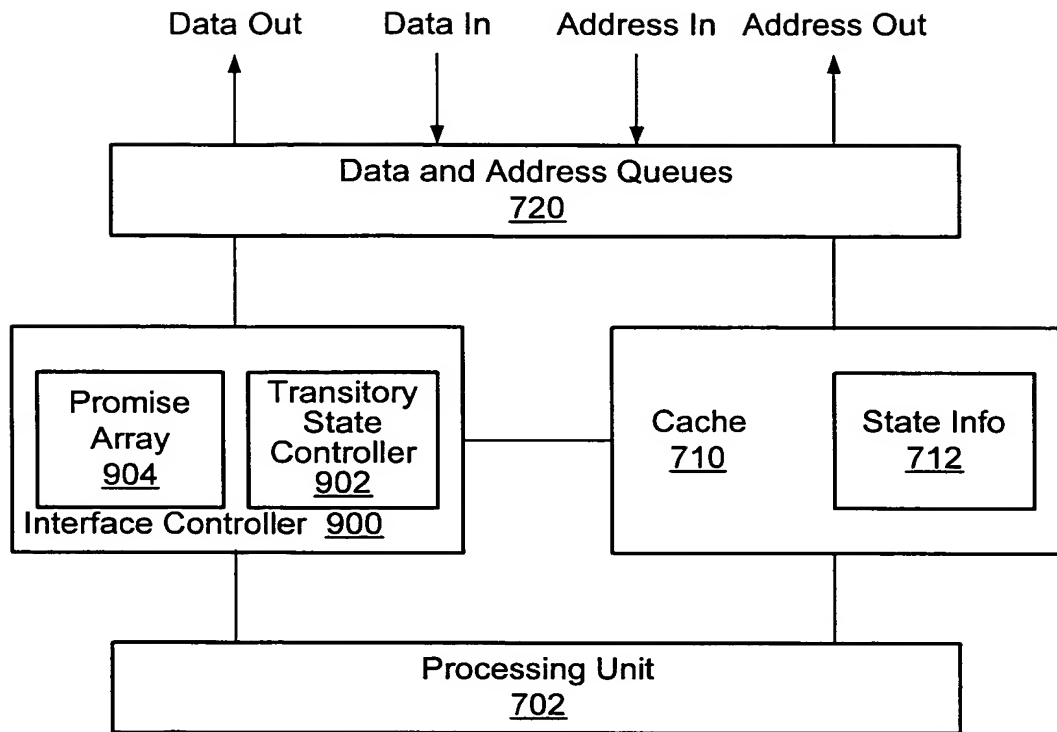 Data Out
Data In
Address In
Address Out
Data and Address Queues
720
Promise
Array
904
Transitory
State
Controller
902
Interface Controller 900
Cache
710
State Info
712
Processing Unit
702